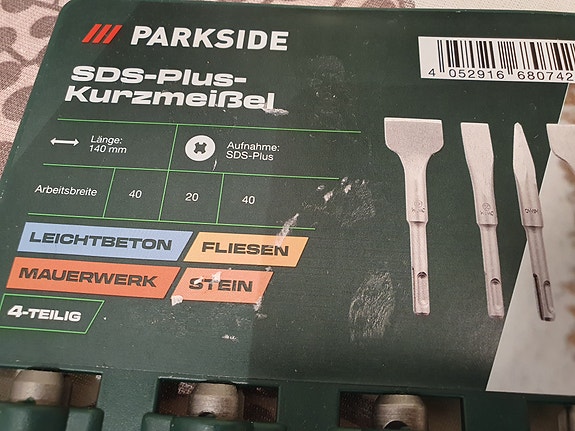 PARKSIDE
4 052916 680742
SDS-Plus-
Kurzmeißel
Länge:
140 mm
Aufnahme:
SDS-Plus
Arbeitsbreite 40 20 40
LEICHTBETON FLIESEN
MAUERWERK STEIN
4-TEILIG